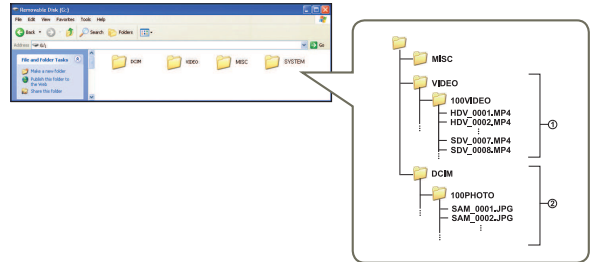 Removable Disk (G:)
File Edit View Favorites Tools Help
Back Search Folders
Address G:\ Go
File and Folder Tasks
Make a new folder
Publish this folder to
the Web
Share this folder
DCIM VIDEO MISC SYSTEM
MISC
VIDEO
100VIDEO
HDV_0001.MP4
HDV_0002.MP4
SDV_0007.MP4
SDV_0008.MP4
①
DCIM
100PHOTO
SAM_0001.JPG
SAM_0002.JPG
②